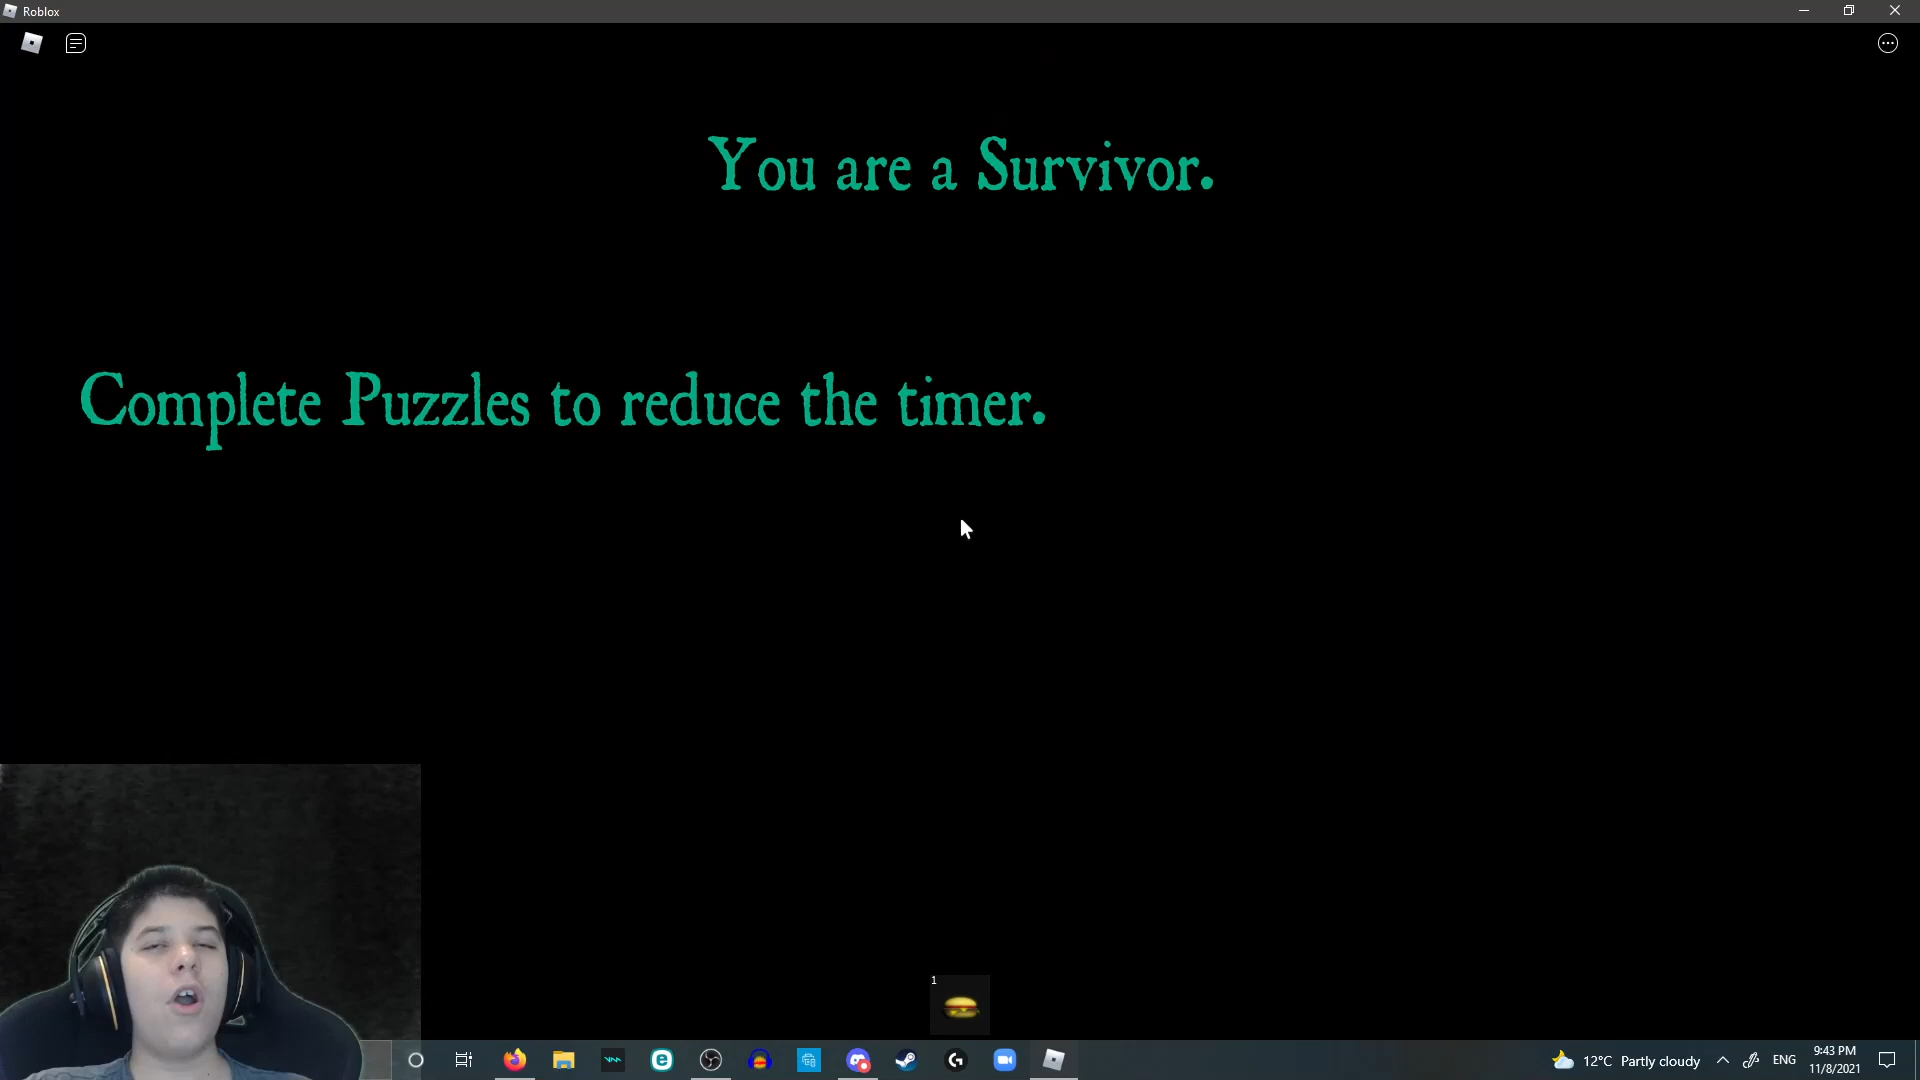 Roblox
You are a Survivor.
Complete Puzzles to reduce the timer.
1
12°C Partly cloudy
ENG
9:43 PM
11/8/2021